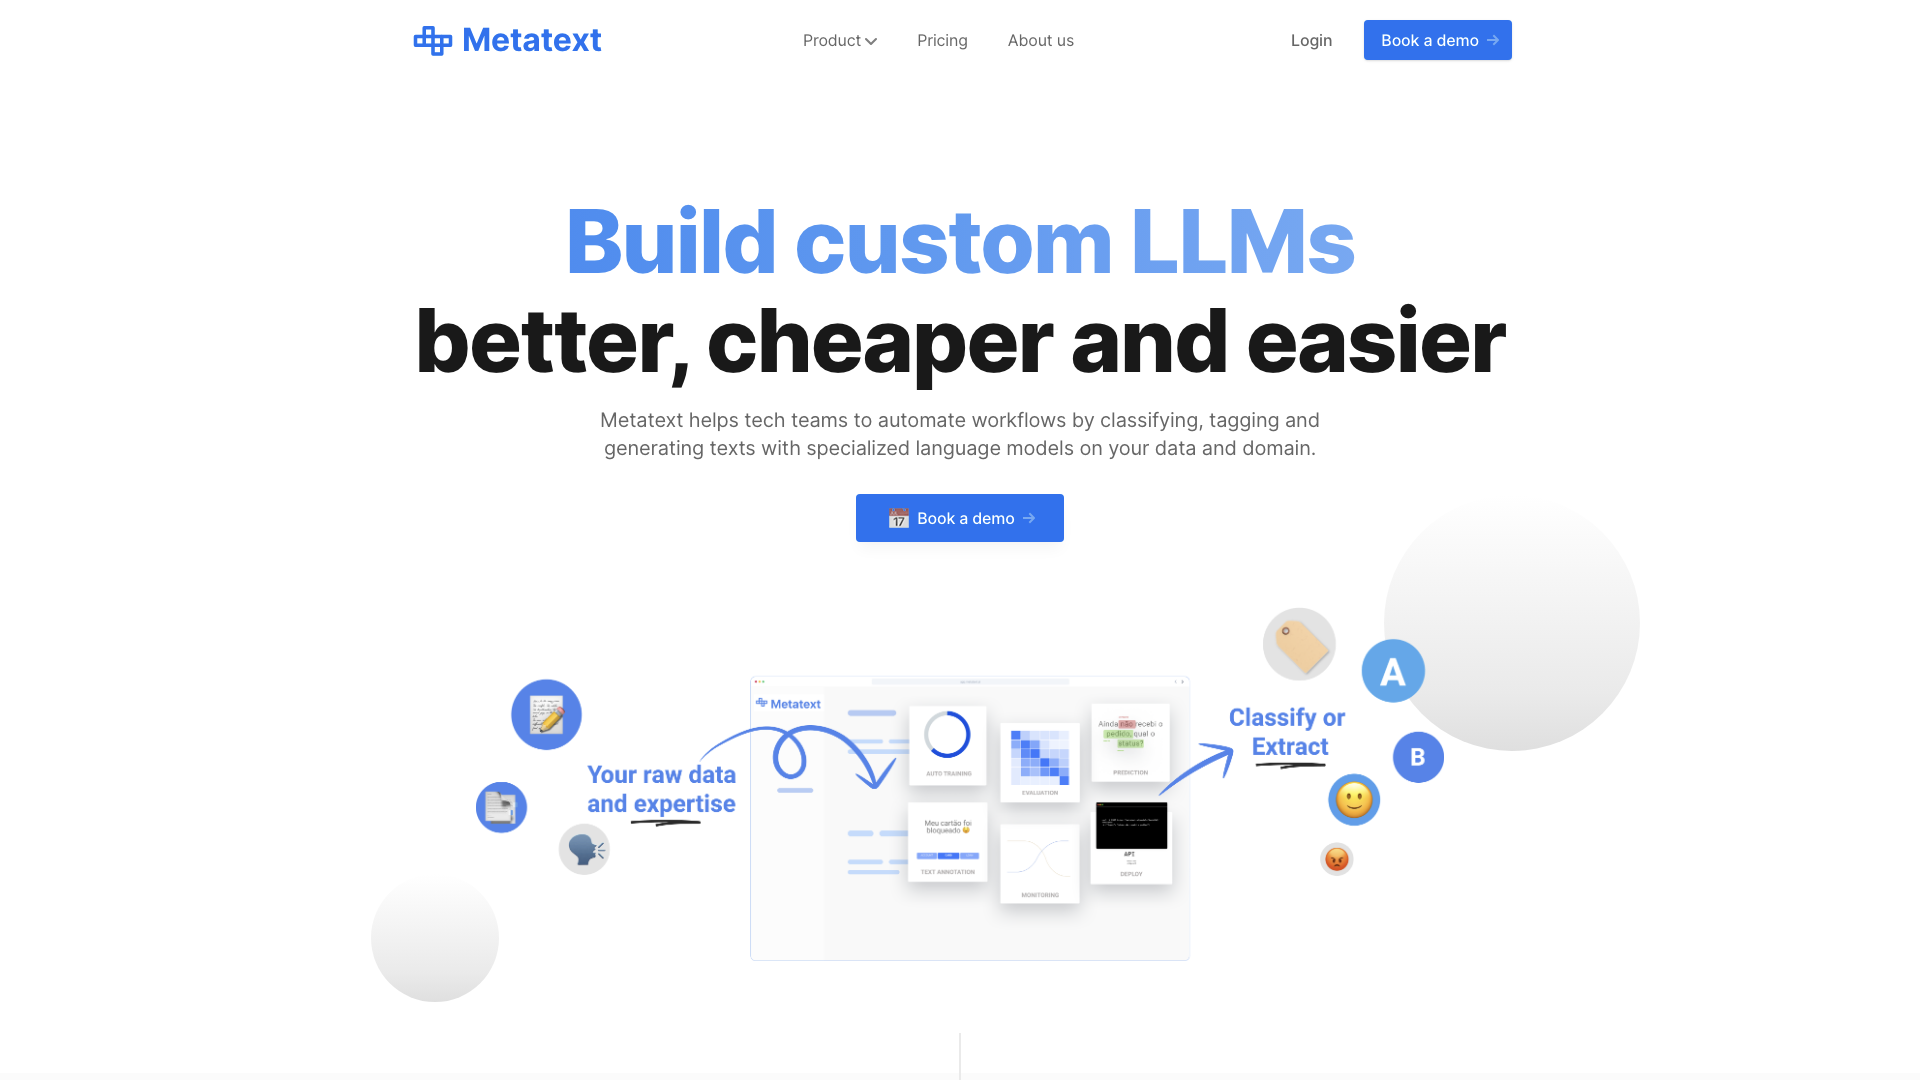 Metatext
Product
Pricing
About us
Login
Book a demo →
Build custom LLMs
better, cheaper and easier
Metatext helps tech teams to automate workflows by classifying, tagging and
generating texts with specialized language models on your data and domain.
17 Book a demo →
Your raw data
and expertise
Metatext
AUTO TRAINING
EVALUATION
Ainda não recebi o
pedido, qual o
status?
PREDICTION
Meu cartão foi
bloqueado
TEXT ANNOTATION
MONITORING
API
DEPLOY
Classify or
Extract
A
B